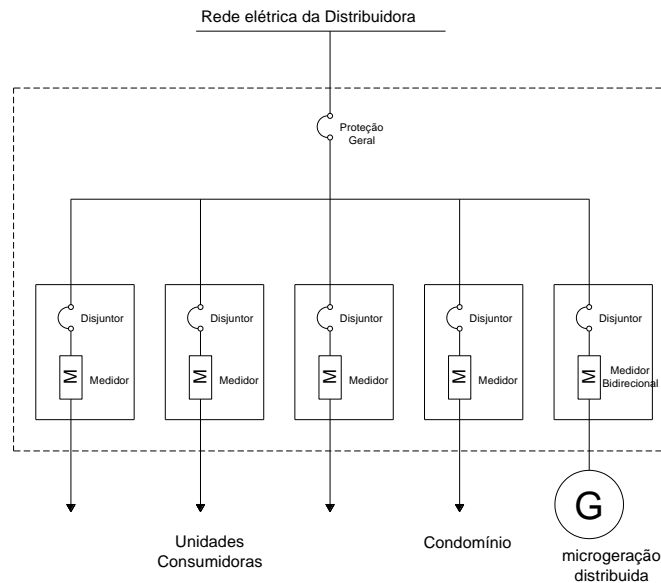 Rede elétrica da Distribuidora
Proteção
Geral
Disjuntor
Disjuntor
Disjuntor
Disjuntor
Disjuntor
M
Medidor
M
Medidor
M
Medidor
M
Medidor
M
Medidor
Bidirecional
Unidades
Consumidoras
Condomínio
G
microgeração
distribuida